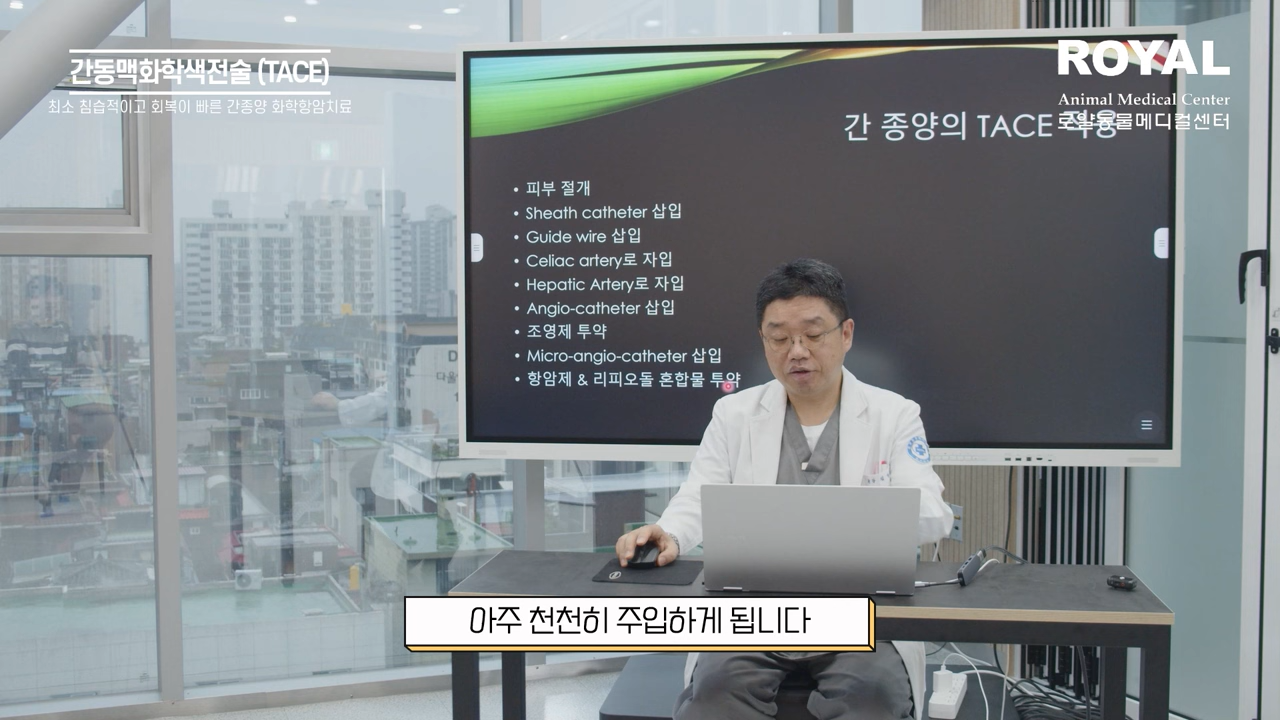 간동맥화학색전술 (TACE)
최소 침습적이고 회복이 빠른 간종양 화학항암치료
ROYAL
Animal Medical Center
로얄동물메디컬센터
간 종양의 TACE 적용
• 피부 절개
• Sheath catheter 삽입
• Guide wire 삽입
• Celiac artery로 자입
• Hepatic Artery로 자입
• Angio-catheter 삽입
• 조영제 투약
• Micro-angio-catheter 삽입
• 항암제 & 리피오돌 혼합물 투약
아주 천천히 주입하게 됩니다